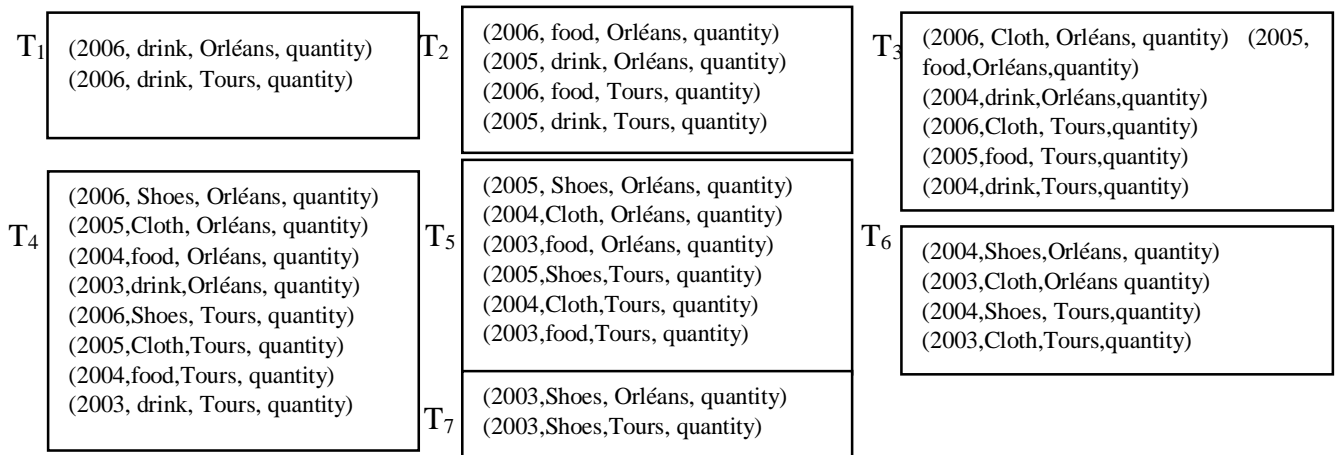 T1
(2006, drink, Orléans, quantity)
(2006, drink, Tours, quantity)
T2
(2006, food, Orléans, quantity)
(2005, drink, Orléans, quantity)
(2006, food, Tours, quantity)
(2005, drink, Tours, quantity)
T3
(2006, Cloth, Orléans, quantity) (2005,
food,Orléans,quantity)
(2004,drink,Orléans,quantity)
(2006,Cloth, Tours,quantity)
(2005,food, Tours,quantity)
(2004,drink,Tours,quantity)
T4
(2006, Shoes, Orléans, quantity)
(2005,Cloth, Orléans, quantity)
(2004,food, Orléans, quantity)
(2003,drink,Orléans, quantity)
(2006,Shoes, Tours, quantity)
(2005,Cloth,Tours, quantity)
(2004,food,Tours, quantity)
(2003, drink, Tours, quantity)
T5
(2005, Shoes, Orléans, quantity)
(2004,Cloth, Orléans, quantity)
(2003,food, Orléans, quantity)
(2005,Shoes,Tours, quantity)
(2004,Cloth,Tours, quantity)
(2003,food,Tours, quantity)
T6
(2004,Shoes,Orléans, quantity)
(2003,Cloth,Orléans quantity)
(2004,Shoes, Tours,quantity)
(2003,Cloth,Tours,quantity)
T7
(2003,Shoes, Orléans, quantity)
(2003,Shoes,Tours, quantity)